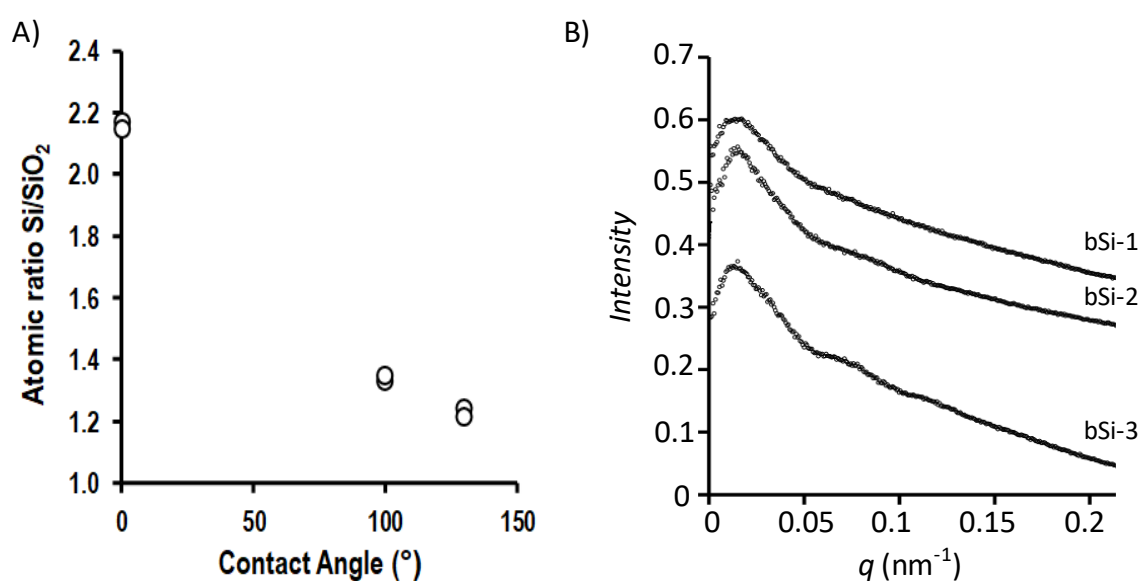 A)
Atomic ratio Si/SiO₂
2.4
2.2
2.0
1.8
1.6
1.4
1.2
1.0
0
50
100
150
Contact Angle (°)
B)
Intensity
0.7
0.6
0.5
0.4
0.3
0.2
0.1
0
bSi-1
bSi-2
bSi-3
0
0.05
0.1
0.15
0.2
q (nm⁻¹)